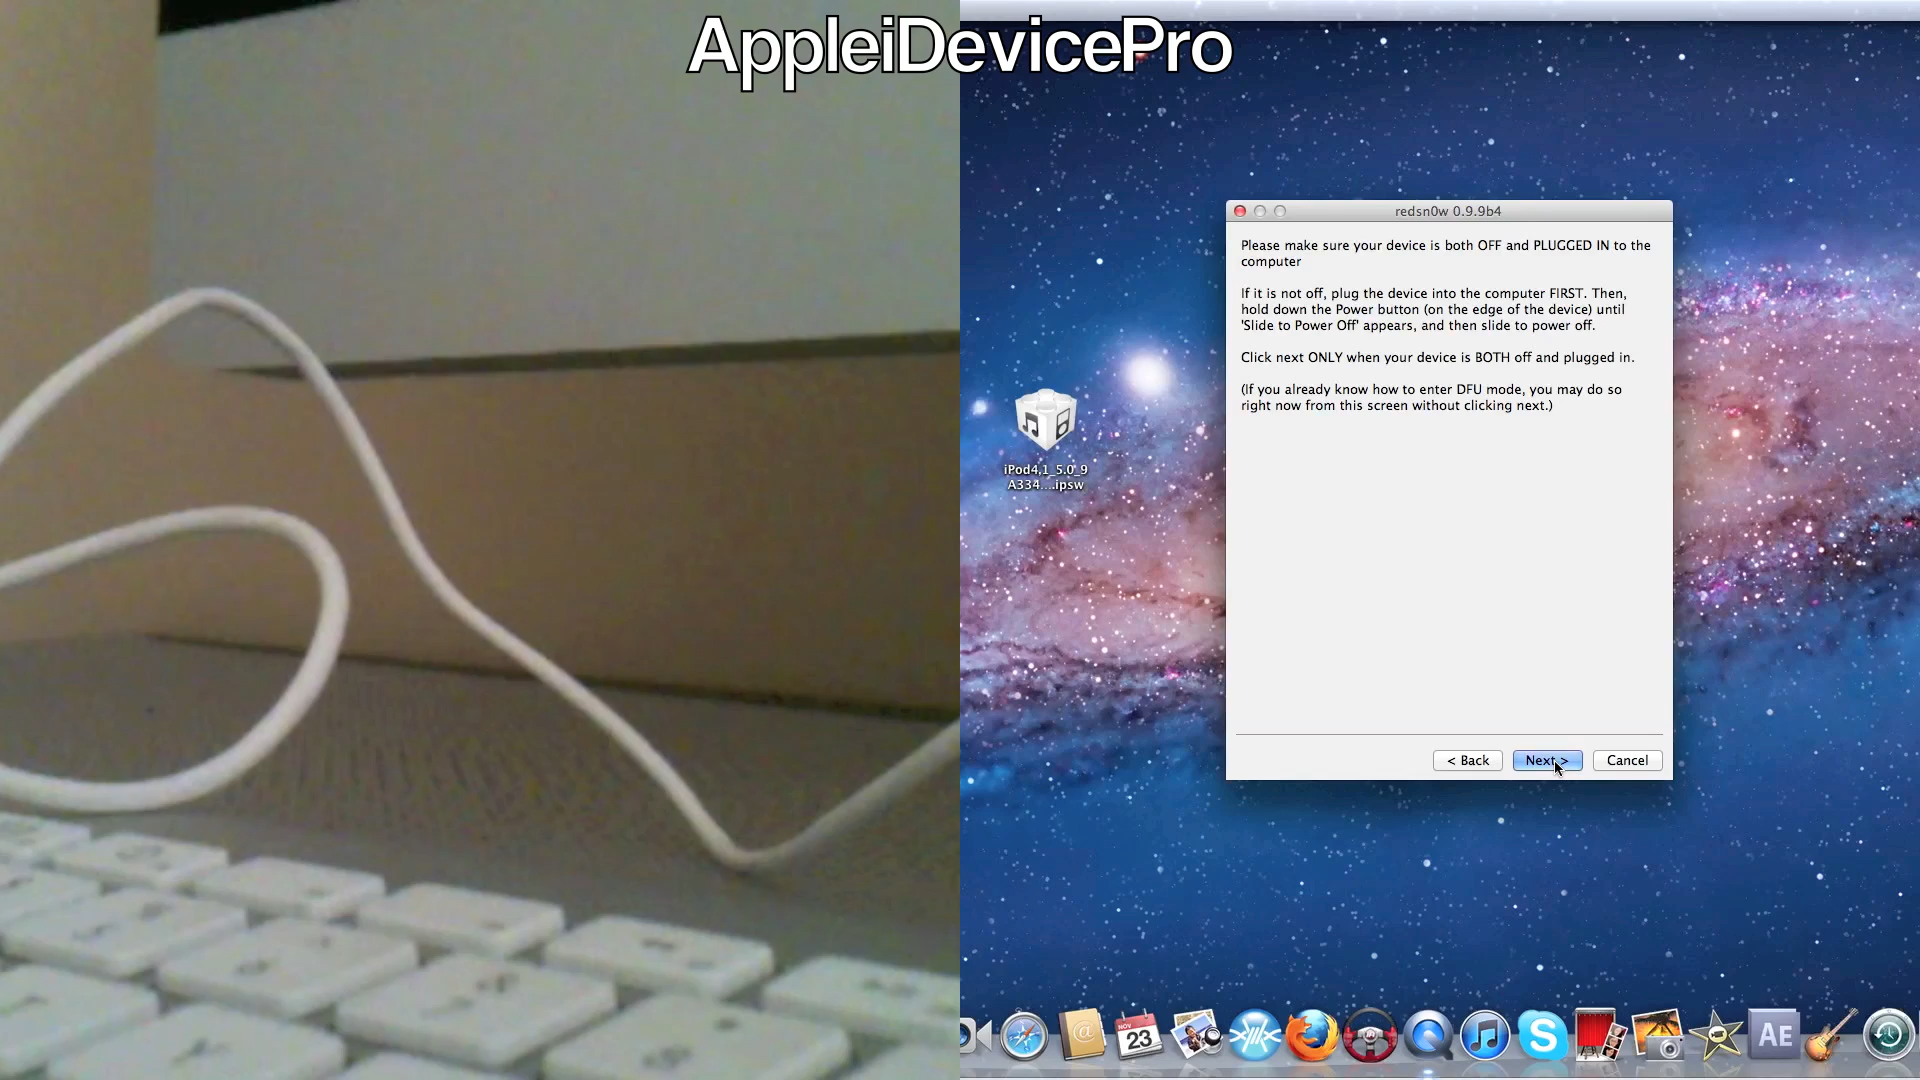 AppleiDevicePro
redsn0w 0.9.9b4
Please make sure your device is both OFF and PLUGGED IN to the
computer
If it is not off, plug the device into the computer FIRST. Then,
hold down the Power button (on the edge of the device) until
'Slide to Power Off' appears, and then slide to power off.
Click next ONLY when your device is BOTH off and plugged in.
(If you already know how to enter DFU mode, you may do so
right now from this screen without clicking next.)
iPod4,1_5.0_9
A334....ipsw
< Back
Next >
Cancel
NOV
23
AE